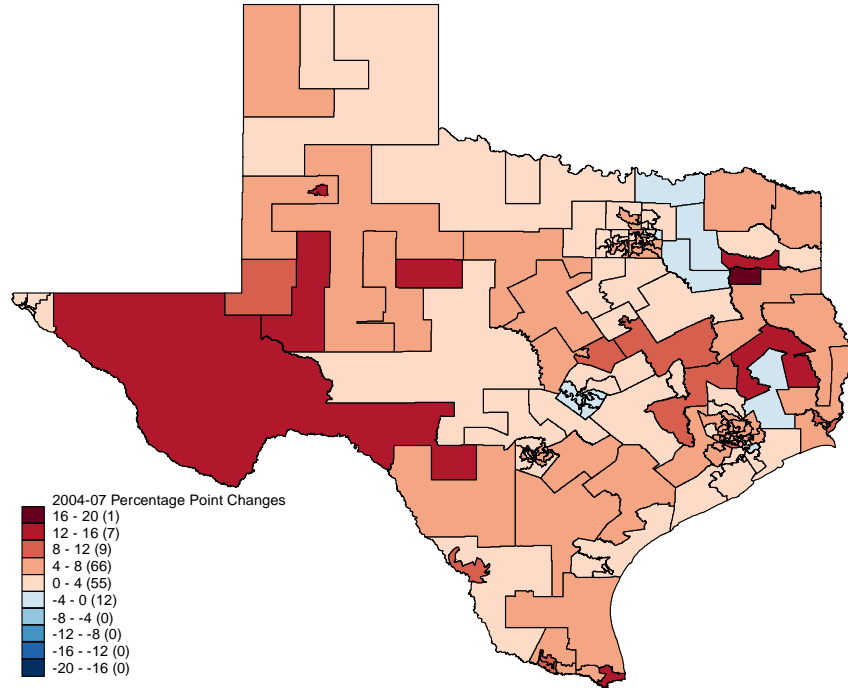 2004-07 Percentage Point Changes
16 - 20 (1)
12 - 16 (7)
8 - 12 (9)
4 - 8 (66)
0 - 4 (55)
-4 - 0 (12)
-8 - -4 (0)
-12 - -8 (0)
-16 - -12 (0)
-20 - -16 (0)